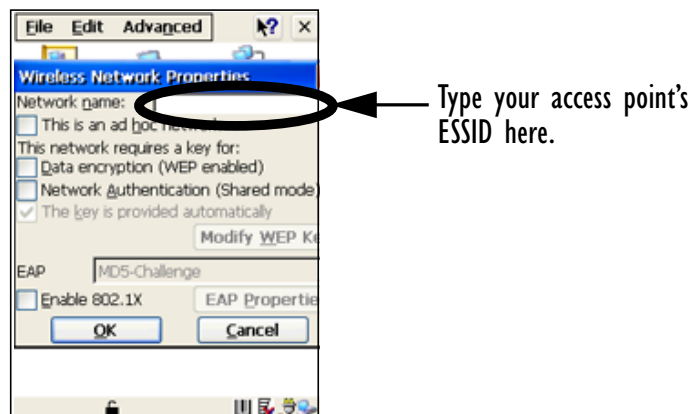 File Edit Advanced ? ×
Wireless Network Properties
Network name:
Type your access point's
ESSID here.
This is an ad hoc
This network requires a key for:
Data encryption (WEP enabled)
Network Authentication (Shared mode)
The key is provided automatically
Modify WEP Ke
EAP MD5-Challenge
Enable 802.1X EAP Propertie
OK Cancel